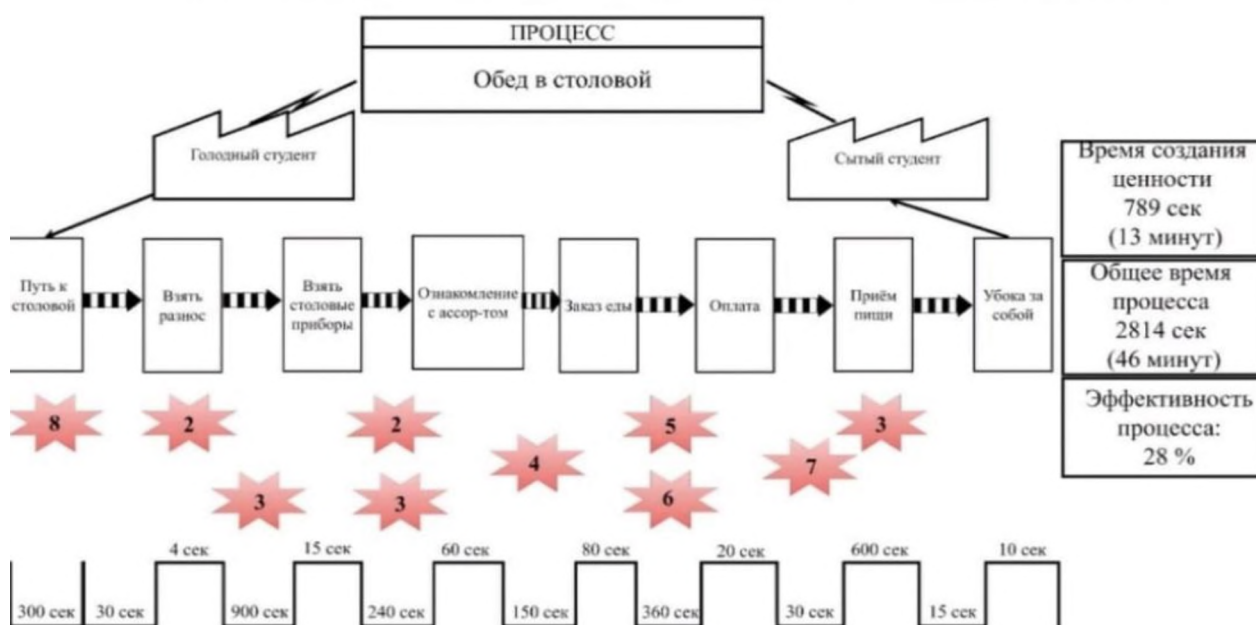 ПРОЦЕСС
Обед в столовой
Голодный студент
Сытый студент
Время создания
ценности
789 сек
(13 минут)
Общее время
процесса
2814 сек
(46 минут)
Эффективность
процесса:
28 %
Путь к
столовой
Взять
разнос
Взять
столовые
приборы
Ознакомление
с ассор-том
Заказ еды
Оплата
Приём
пищи
Убока за
собой
8
2
2
5
3
4
7
3
3
6
4 сек
15 сек
60 сек
80 сек
20 сек
600 сек
10 сек
300 сек
30 сек
900 сек
240 сек
150 сек
360 сек
30 сек
15 сек